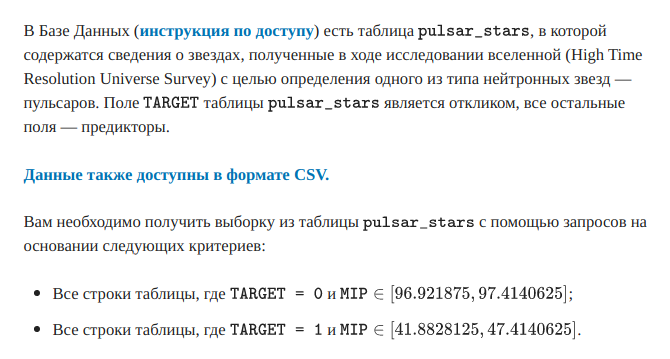 В Базе Данных (инструкция по доступу) есть таблица pulsar_stars, в которой
содержатся сведения о звездах, полученные в ходе исследовании вселенной (High Time
Resolution Universe Survey) с целью определения одного из типа нейтронных звезд —
пульсаров. Поле TARGET таблицы pulsar_stars является откликом, все остальные
поля — предикторы.
Данные также доступны в формате CSV.
Вам необходимо получить выборку из таблицы pulsar_stars с помощью запросов на
основании следующих критериев:
• Все строки таблицы, где TARGET = 0 и MIP ∈ [96.921875, 97.4140625];
• Все строки таблицы, где TARGET = 1 и MIP ∈ [41.8828125, 47.4140625].